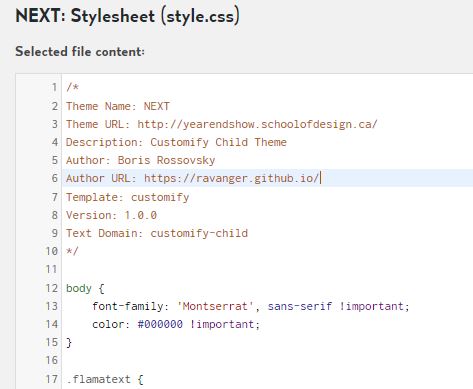 NEXT: Stylesheet (style.css)
Selected file content:
1 /*
2 Theme Name: NEXT
3 Theme URL: http://yearendshow.schoolofdesign.ca/
4 Description: Customify Child Theme
5 Author: Boris Rossovsky
6 Author URL: https://ravanger.github.io/
7 Template: customify
8 Version: 1.0.0
9 Text Domain: customify-child
10 */
11
12 body {
13     font-family: 'Montserrat', sans-serif !important;
14     color: #000000 !important;
15 }
16
17 .flamatext {